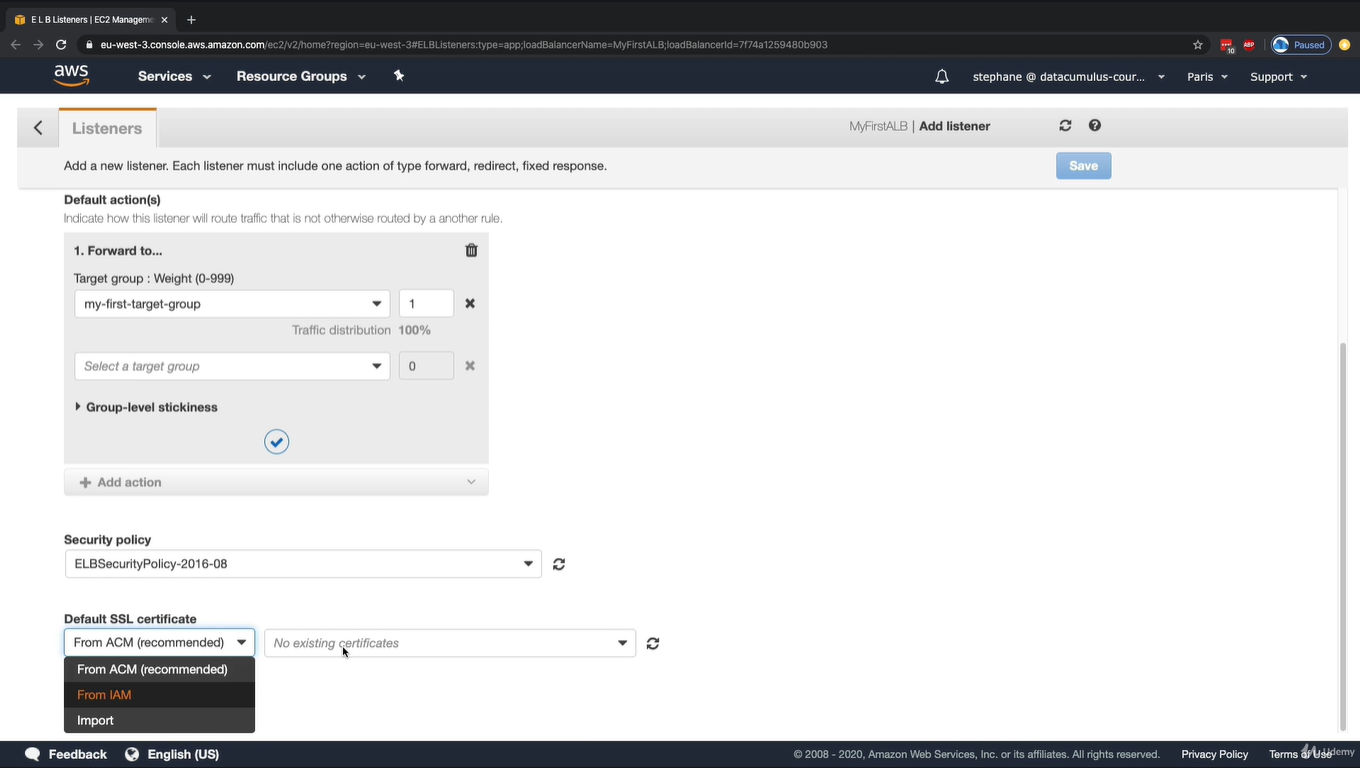 E L B Listeners | EC2 Manageme
eu-west-3.console.aws.amazon.com/ec2/v2/home?region=eu-west-3#ELBListeners:type=app;loadBalancerName=MyFirstALB;loadBalancerId=7f74a1259480b903
10
ABP
Paused
aws
Services
Resource Groups
stephane @ datacumulus-cour...
Paris
Support
Listeners
MyFirstALB | Add listener
Add a new listener. Each listener must include one action of type forward, redirect, fixed response.
Save
Default action(s)
Indicate how this listener will route traffic that is not otherwise routed by a another rule.
1. Forward to...
Target group : Weight (0-999)
my-first-target-group
1
Traffic distribution 100%
Select a target group
0
Group-level stickiness
Add action
Security policy
ELBSecurityPolicy-2016-08
Default SSL certificate
From ACM (recommended)
No existing certificates
From ACM (recommended)
From IAM
Import
Feedback
English (US)
© 2008 - 2020, Amazon Web Services, Inc. or its affiliates. All rights reserved.
Privacy Policy
Terms of Use
Udemy